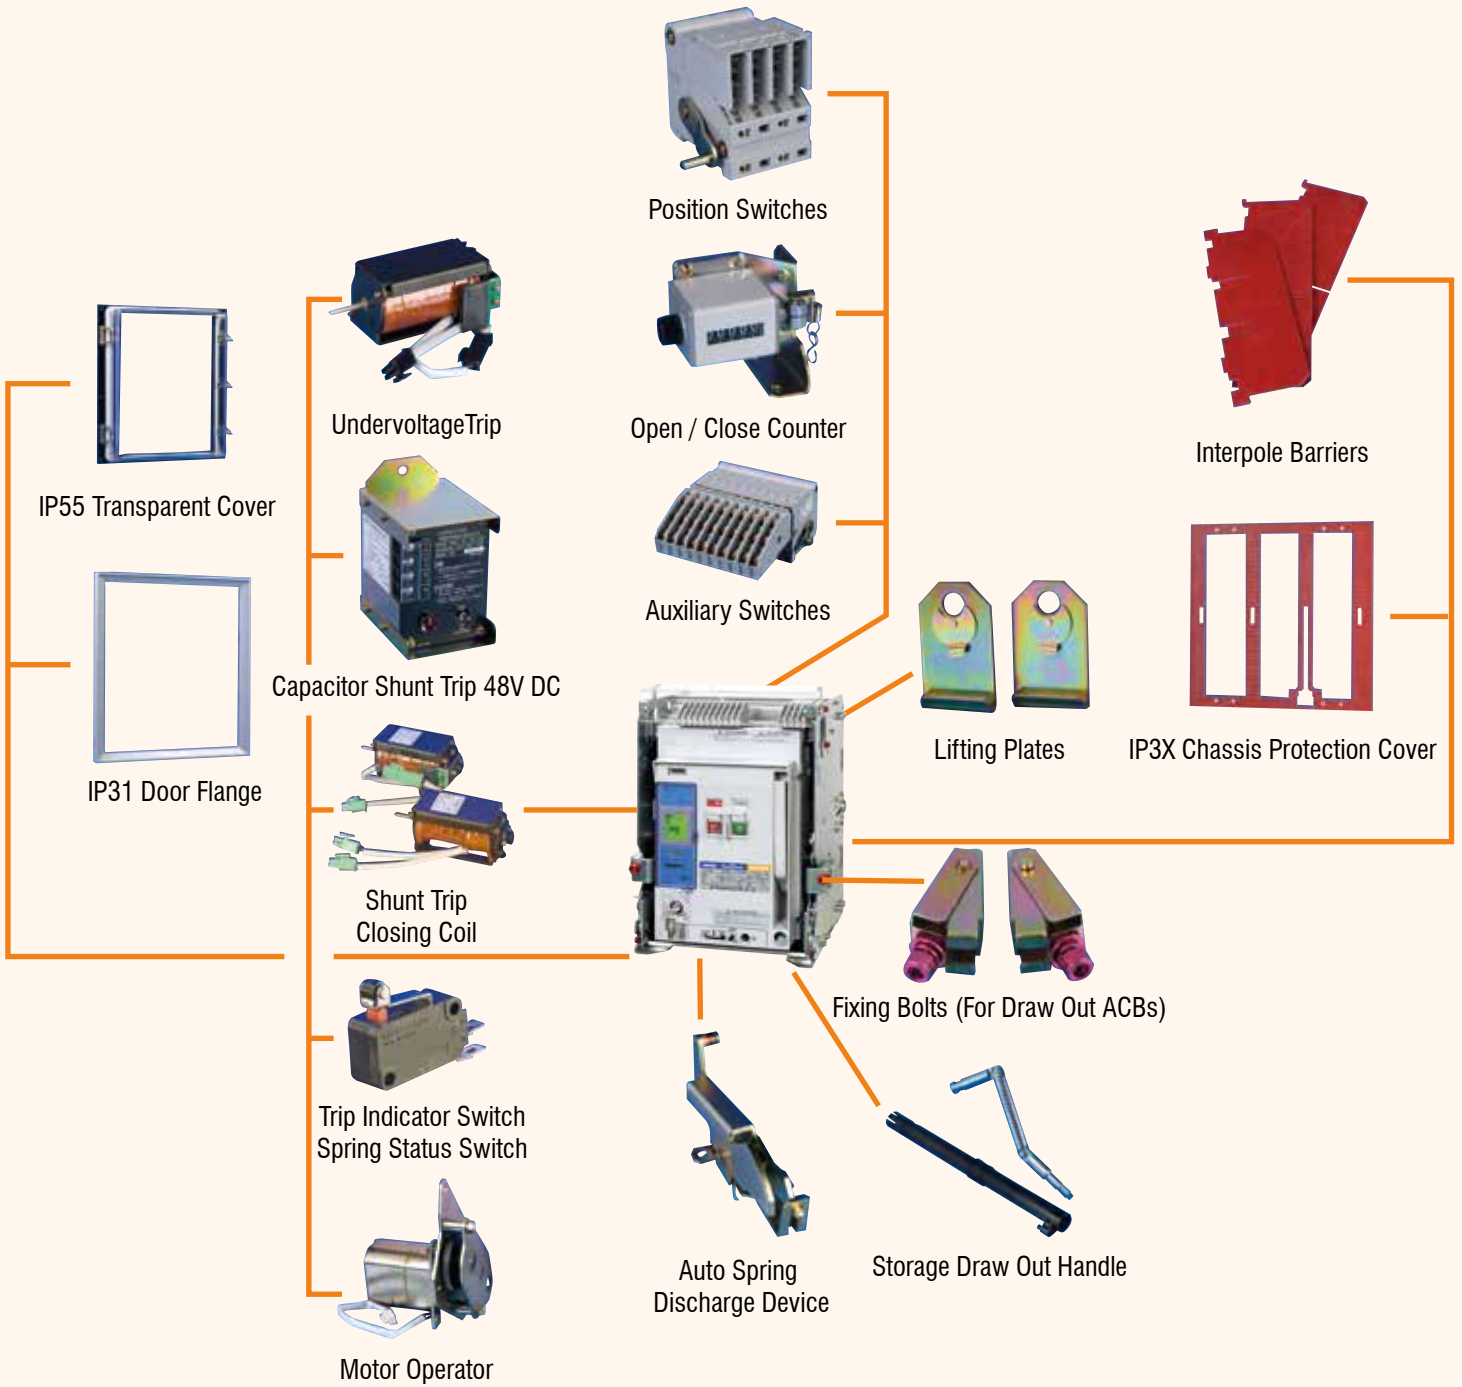 Position Switches
UndervoltageTrip
Open / Close Counter
Interpole Barriers
IP55 Transparent Cover
Auxiliary Switches
Capacitor Shunt Trip 48V DC
Lifting Plates
IP3X Chassis Protection Cover
IP31 Door Flange
Shunt Trip
Closing Coil
Fixing Bolts (For Draw Out ACBs)
Trip Indicator Switch
Spring Status Switch
Auto Spring
Discharge Device
Storage Draw Out Handle
Motor Operator